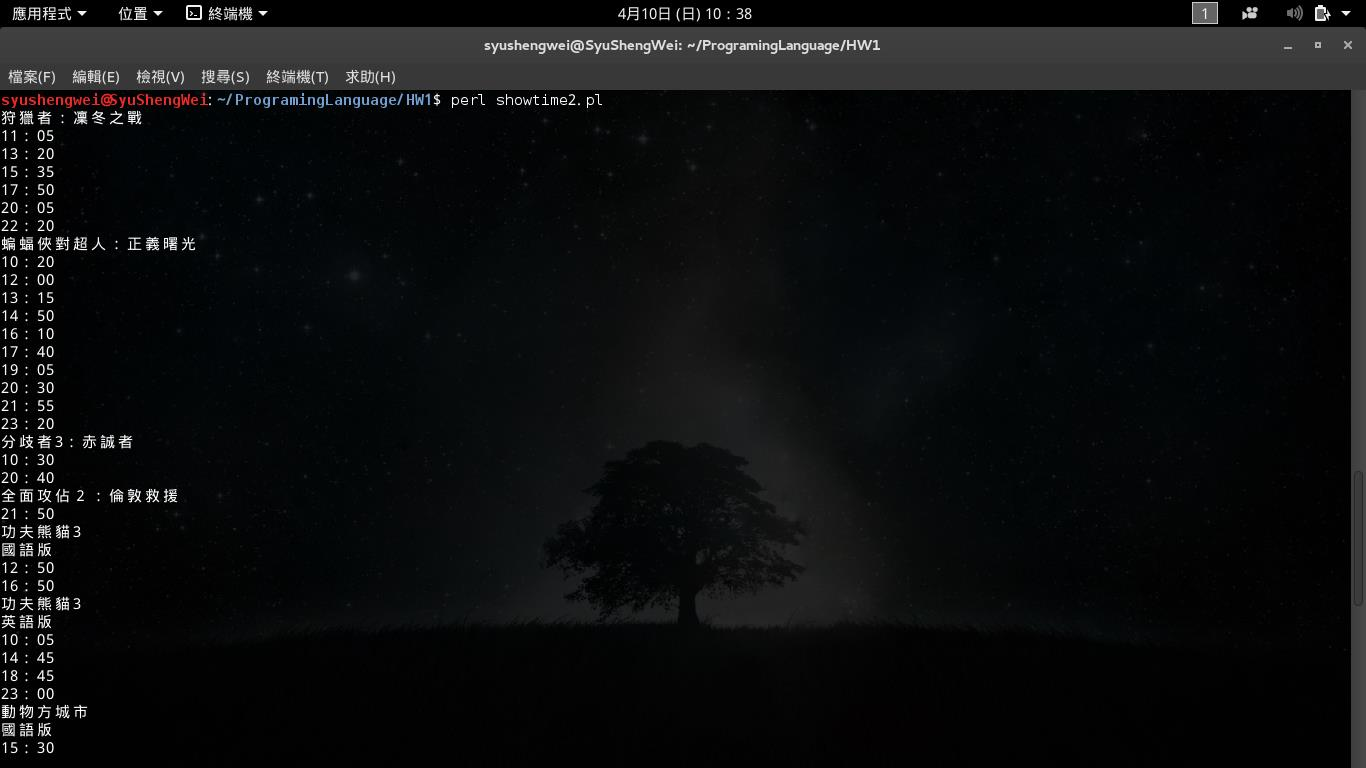 應用程式 位置 終端機 4月10日 (日) 10：38 1
syushengwei@SyuShengWei: ~/ProgramingLanguage/HW1
檔案(F) 編輯(E) 檢視(V) 搜尋(S) 終端機(T) 求助(H)
syushengwei@SyuShengWei:~/ProgramingLanguage/HW1$ perl showtime2.pl
狩獵者：凜冬之戰
11：05
13：20
15：35
17：50
20：05
22：20
蝙蝠俠對超人：正義曙光
10：20
12：00
13：15
14：50
16：10
17：40
19：05
20：30
21：55
23：20
分歧者3：赤誠者
10：30
20：40
全面攻佔２：倫敦救援
21：50
功夫熊貓3
國語版
12：50
16：50
功夫熊貓3
英語版
10：05
14：45
18：45
23：00
動物方城市
國語版
15：30